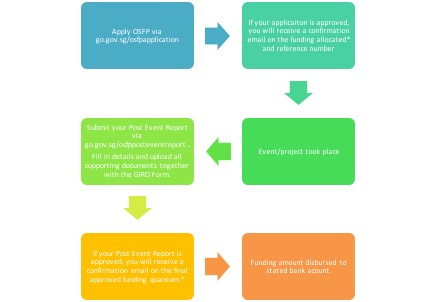 Apply OSFP via
go.gov.sg/osfpapplication
If your applicaiton is approved,
you will receive a confirmation
email on the funding allocated*
and reference number
Event/project took place
Submit your Post Event Report
via
go.gov.sg/osfpposteventreport .
Fill in details and upload all
supporting documents together
with the GIRO Form.
If your Post Event Report is
approved, you will receive a
confirmation email on the final
approved funding quantum.*
Funding amount disbursed to
stated bank acount.